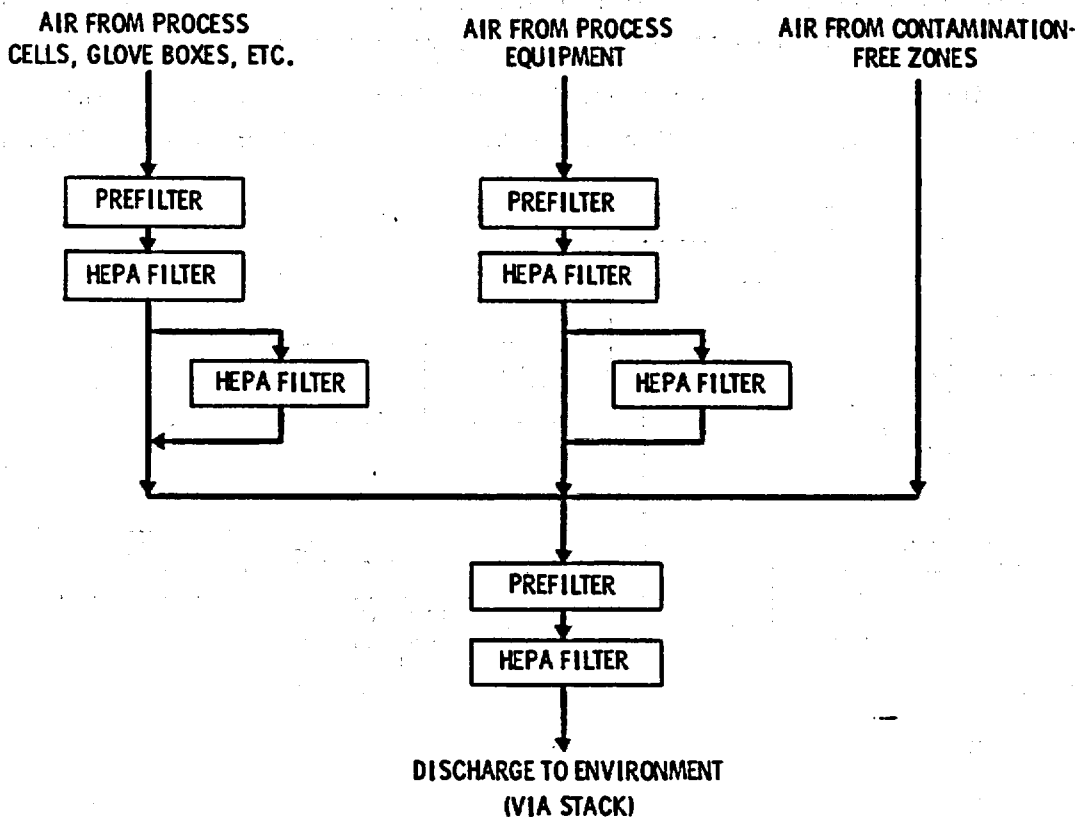 AIR FROM PROCESS
CELLS, GLOVE BOXES, ETC.
AIR FROM PROCESS
EQUIPMENT
AIR FROM CONTAMINATION-
FREE ZONES
PREFILTER
HEPA FILTER
HEPA FILTER
PREFILTER
HEPA FILTER
HEPA FILTER
PREFILTER
HEPA FILTER
DISCHARGE TO ENVIRONMENT
(VIA STACK)